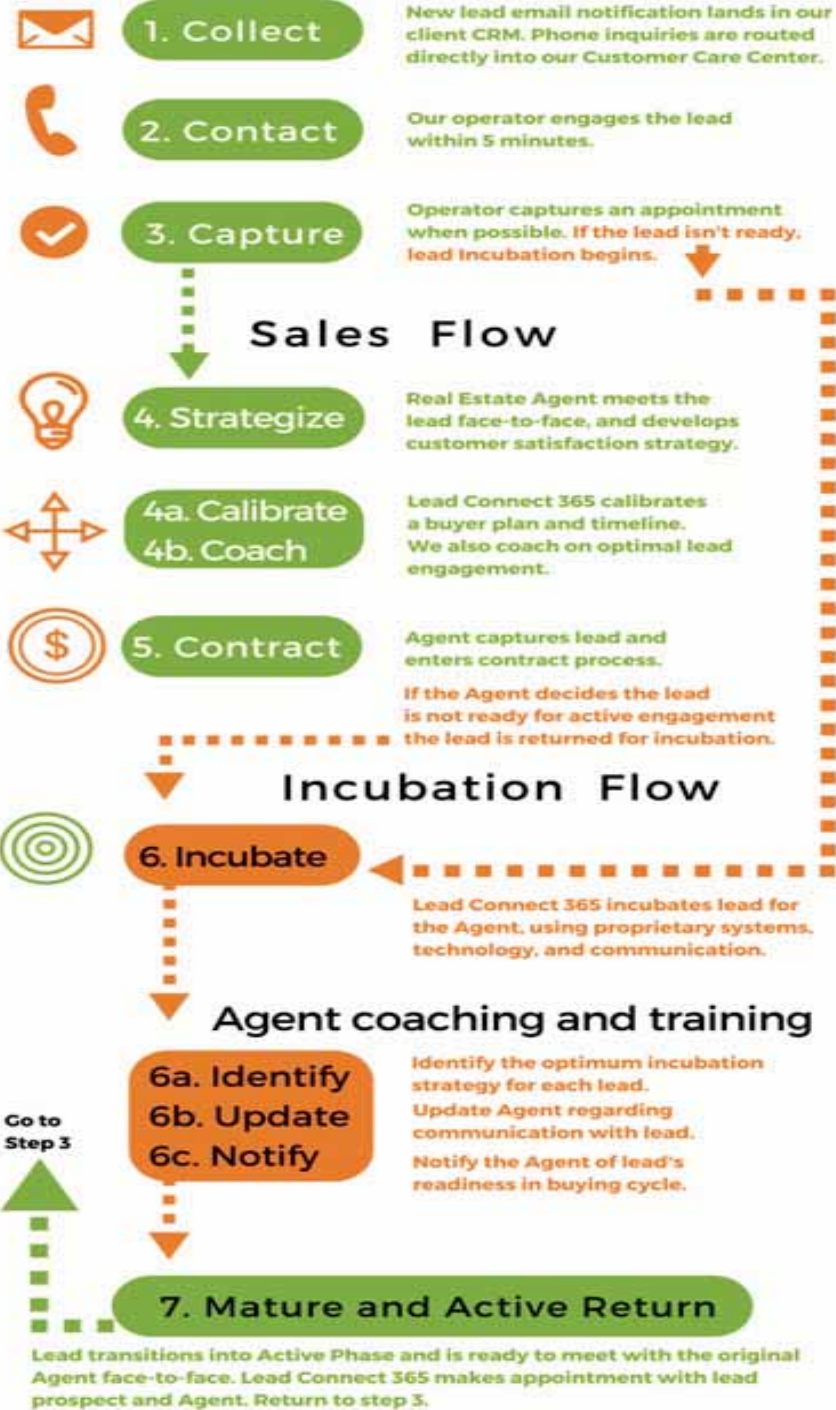 1. Collect
New lead email notification lands in our
client CRM. Phone inquiries are routed
directly into our Customer Care Center.
2. Contact
Our operator engages the lead
within 5 minutes.
3. Capture
Operator captures an appointment
when possible. If the lead isn't ready,
lead Incubation begins.
Sales Flow
4. Strategize
Real Estate Agent meets the
lead face-to-face, and develops
customer satisfaction strategy.
4a. Calibrate
4b. Coach
Lead Connect 365 calibrates
a buyer plan and timeline.
We also coach on optimal lead
engagement.
$
5. Contract
Agent captures lead and
enters contract process.
If the Agent decides the lead
is not ready for active engagement
the lead is returned for incubation.
Incubation Flow
6. Incubate
Lead Connect 365 incubates lead for
the Agent, using proprietary systems,
technology, and communication.
Agent coaching and training
6a. Identify
6b. Update
6c. Notify
Identify the optimum incubation
strategy for each lead.
Update Agent regarding
communication with lead.
Notify the Agent of lead's
readiness in buying cycle.
Go to
Step 3
7. Mature and Active Return
Lead transitions into Active Phase and is ready to meet with the original
Agent face-to-face. Lead Connect 365 makes appointment with lead
prospect and Agent. Return to step 3.